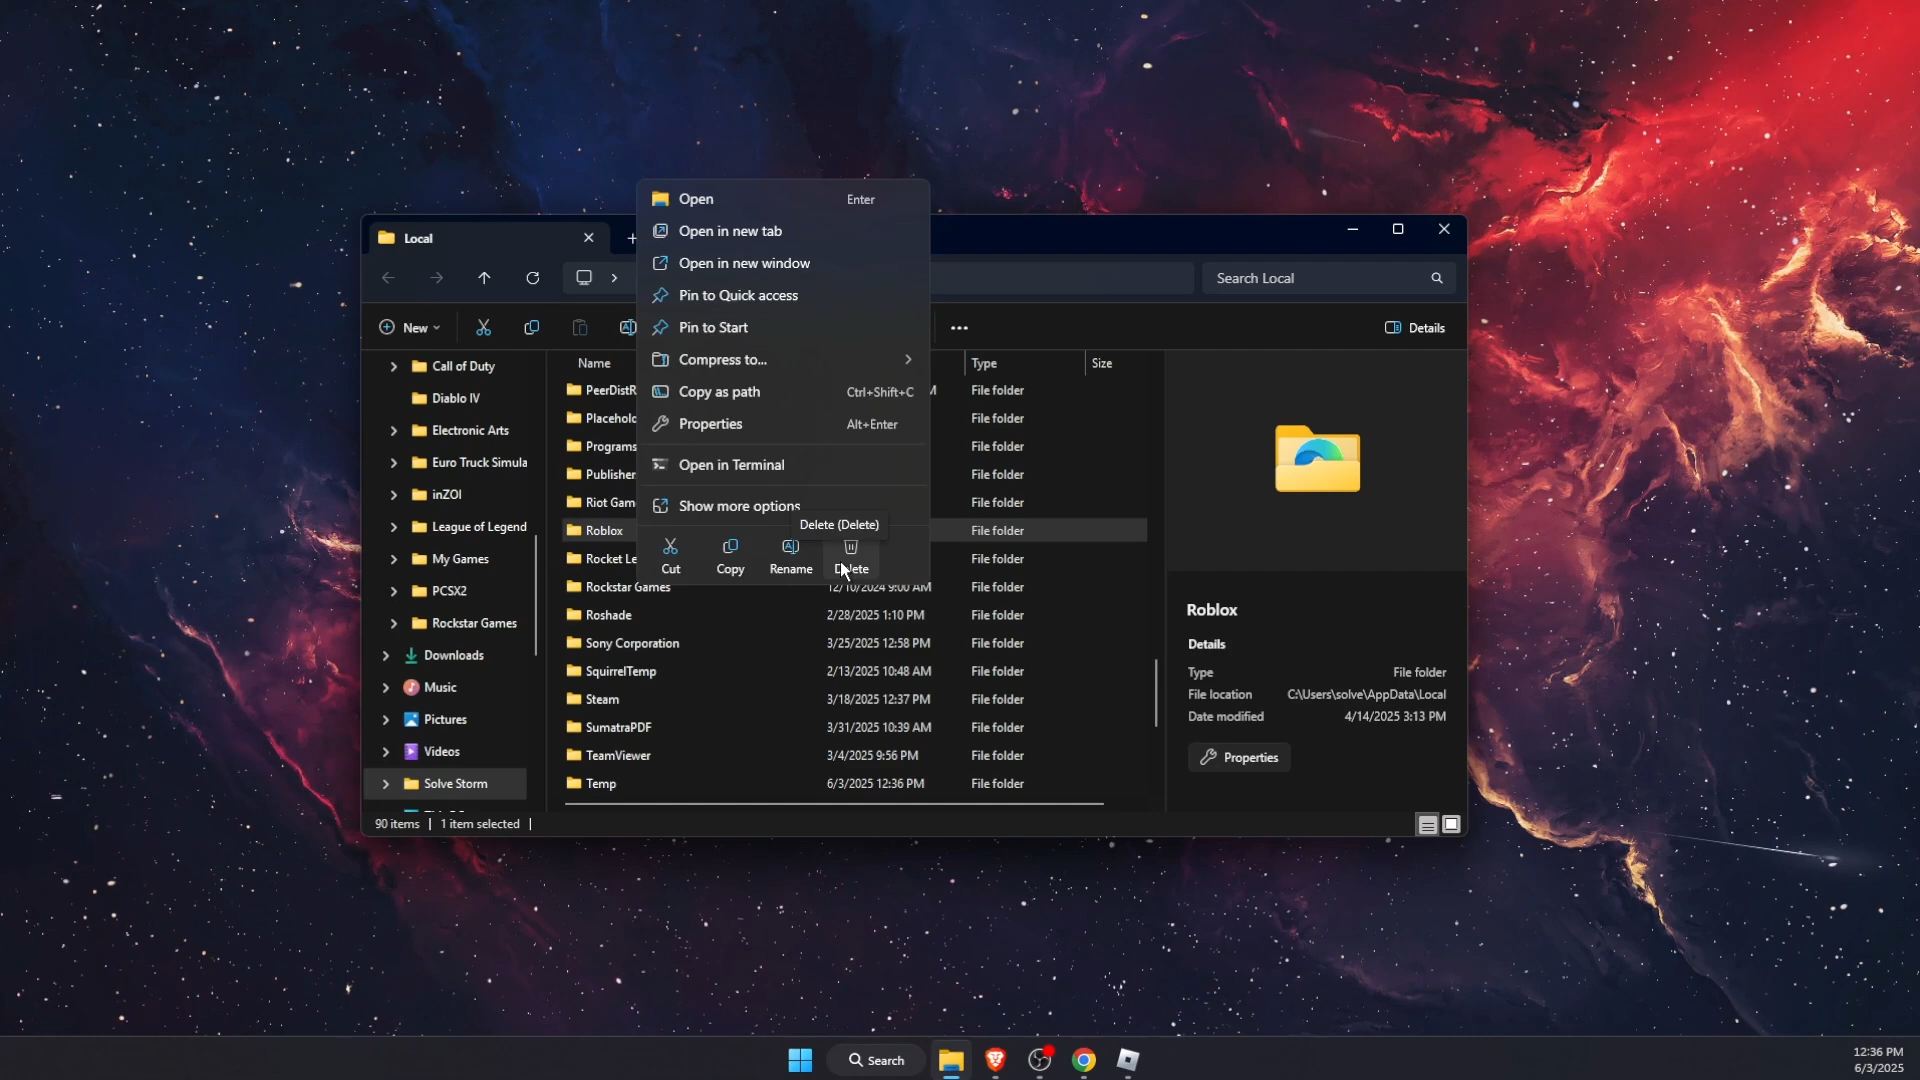 Local
Search Local
New
Details
Open Enter
Open in new tab
Open in new window
Pin to Quick access
Pin to Start
Compress to...
Copy as path Ctrl+Shift+C
Properties Alt+Enter
Open in Terminal
Show more options
Delete (Delete)
Cut Copy Rename Delete
Call of Duty
Diablo IV
Electronic Arts
Euro Truck Simula
inZOI
League of Legend
My Games
PCSX2
Rockstar Games
Downloads
Music
Pictures
Videos
Solve Storm
Name Type Size
PeerDistR M File folder
Placehold File folder
Programs File folder
Publisher File folder
Riot Gam File folder
Roblox File folder
Rocket Le File folder
Rockstar Games 12/10/2024 9:00 AM File folder
Roshade 2/28/2025 1:10 PM File folder
Sony Corporation 3/25/2025 12:58 PM File folder
SquirrelTemp 2/13/2025 10:48 AM File folder
Steam 3/18/2025 12:37 PM File folder
SumatraPDF 3/31/2025 10:39 AM File folder
TeamViewer 3/4/2025 9:56 PM File folder
Temp 6/3/2025 12:36 PM File folder
Roblox
Details
Type File folder
File location C:\Users\solve\AppData\Local
Date modified 4/14/2025 3:13 PM
Properties
90 items 1 item selected
Search
12:36 PM
6/3/2025